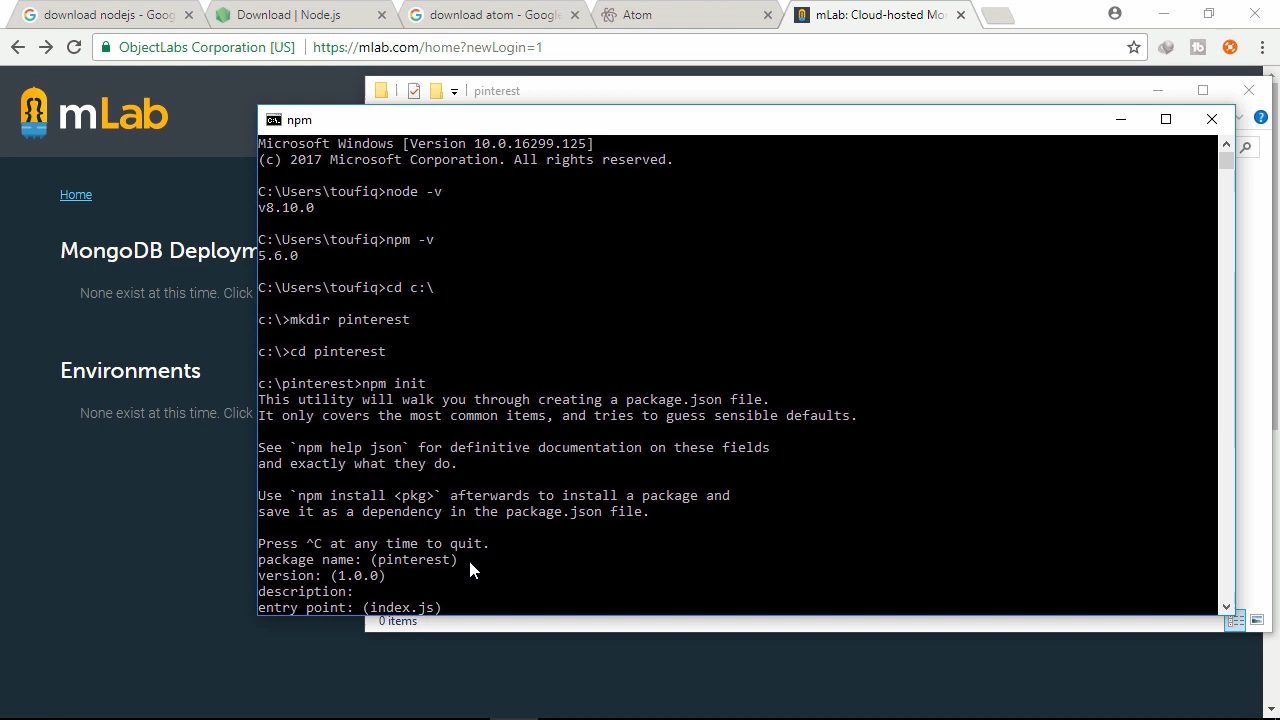 download nodejs - Goog
Download | Node.js
download atom - Google
Atom
mLab: Cloud-hosted Mo
ObjectLabs Corporation [US]
https://mlab.com/home?newLogin=1
mLab
pinterest
npm
Home
MongoDB Deploym
None exist at this time. Click
Environments
None exist at this time. Click
Microsoft Windows [Version 10.0.16299.125]
(c) 2017 Microsoft Corporation. All rights reserved.
C:\Users\toufiq>node -v
v8.10.0
C:\Users\toufiq>npm -v
5.6.0
C:\Users\toufiq>cd c:\
c:\>mkdir pinterest
c:\>cd pinterest
c:\pinterest>npm init
This utility will walk you through creating a package.json file.
It only covers the most common items, and tries to guess sensible defaults.
See `npm help json` for definitive documentation on these fields
and exactly what they do.
Use `npm install <pkg>` afterwards to install a package and
save it as a dependency in the package.json file.
Press ^C at any time to quit.
package name: (pinterest)
version: (1.0.0)
description:
entry point: (index.js)
0 items